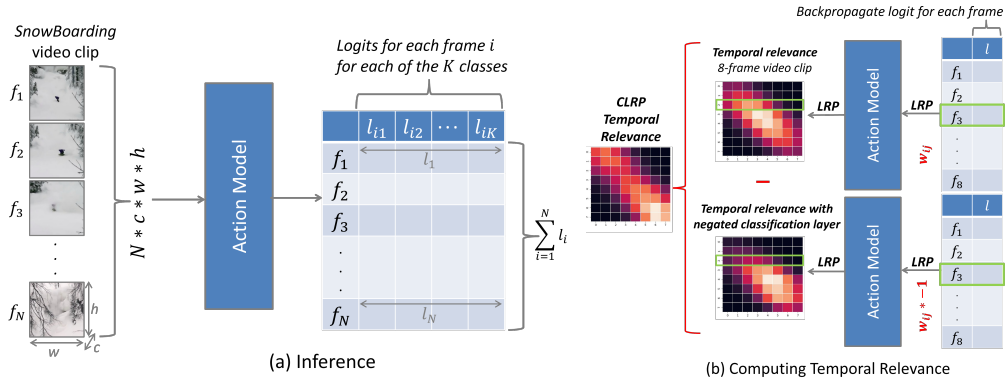 SnowBoarding
video clip
f1
f2
f3
fN
h
w
c
N * c * w * h
Action Model
Logits for each frame i
for each of the K classes
li1 li2 ⋯ liK
f1 l1
f2
f3
fN lN
∑ i=1 N li
(a) Inference
CLRP
Temporal
Relevance
Temporal relevance
8-frame video clip
−
Temporal relevance with
negated classification layer
LRP
Action Model
LRP
wij
LRP
Action Model
LRP
wij * −1
Backpropagate logit for each frame
l
f1
f2
f3
f8
l
f1
f2
f3
f8
(b) Computing Temporal Relevance